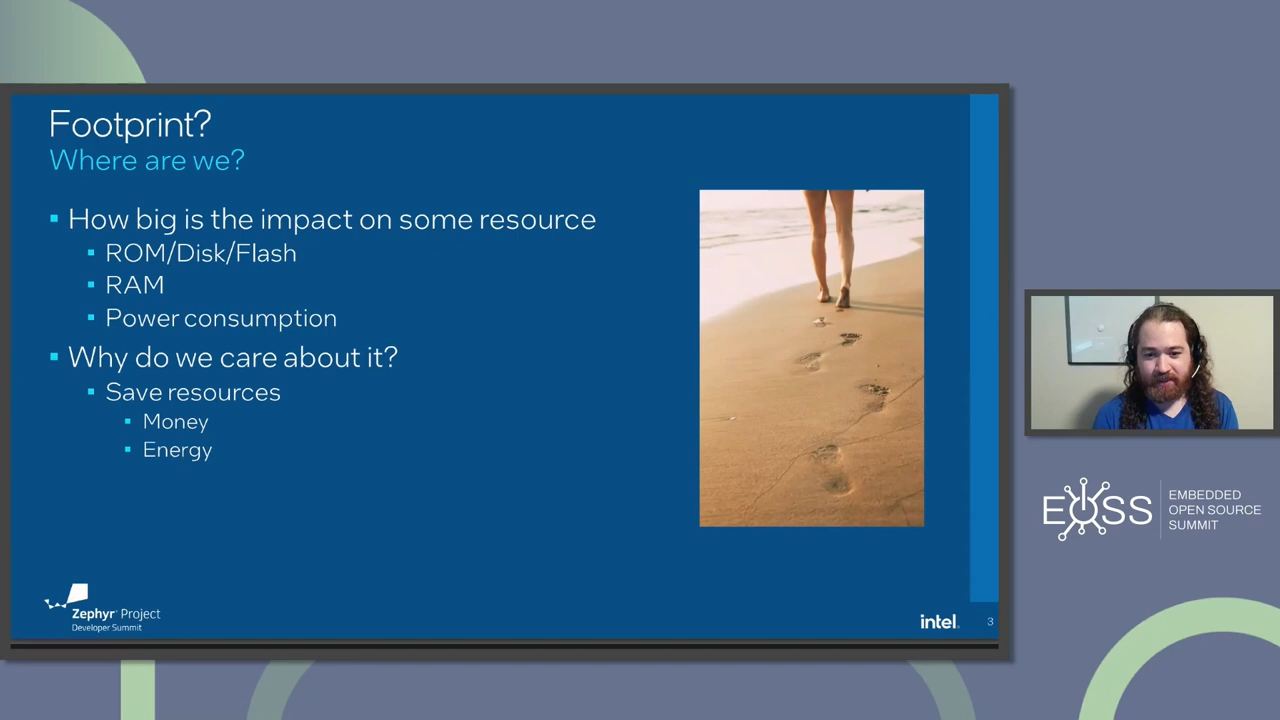 Footprint?
Where are we?
How big is the impact on some resource
ROM/Disk/Flash
RAM
Power consumption
Why do we care about it?
Save resources
Money
Energy
Zephyr® Project
Developer Summit
intel.
3
EOSS
EMBEDDED
OPEN SOURCE
SUMMIT